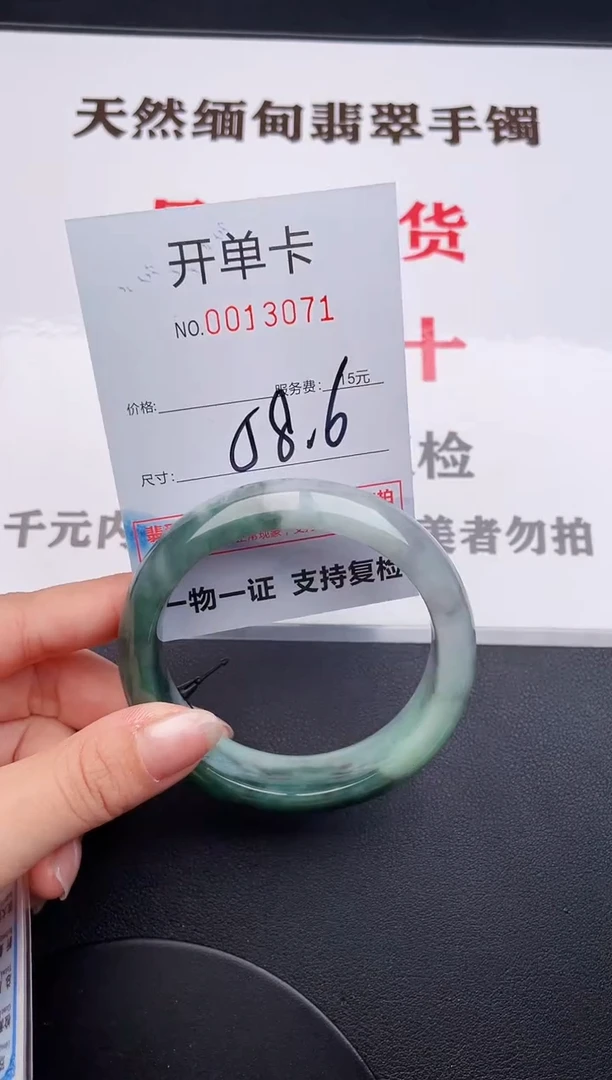 天然缅甸翡翠手镯
货
开单卡
NO.0013071
十
服务费: 15元
价格:
58.6
尺寸:
检
千元内 美者勿拍
一物一证 支持复检